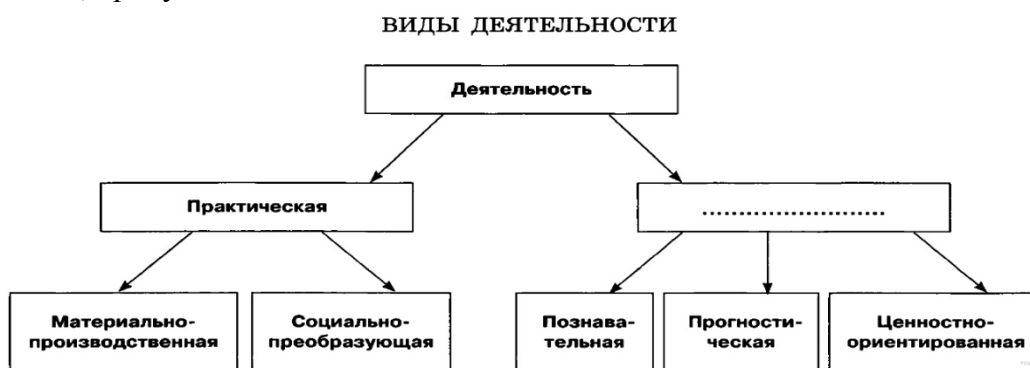 ВИДЫ ДЕЯТЕЛЬНОСТИ
Деятельность
Практическая
..........................
Материально-
производственная
Социально-
преобразующая
Познава-
тельная
Прогности-
ческая
Ценностно-
ориентированная